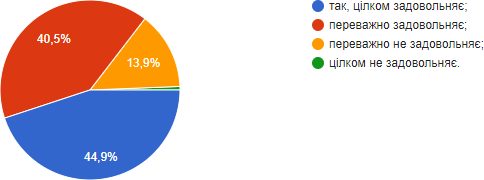 так, цілком задовольняє;
переважно задовольняє;
переважно не задовольняє;
цілком не задовольняє.
40,5%
13,9%
44,9%